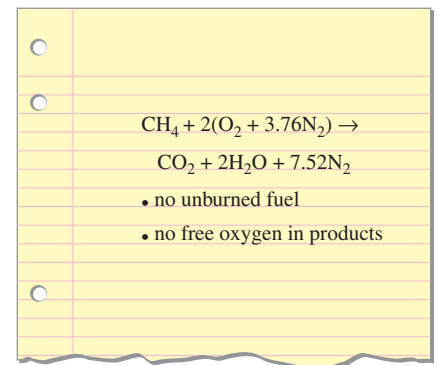 CH₄ + 2(O₂ + 3.76N₂) →
CO₂ + 2H₂O + 7.52N₂
• no unburned fuel
• no free oxygen in products